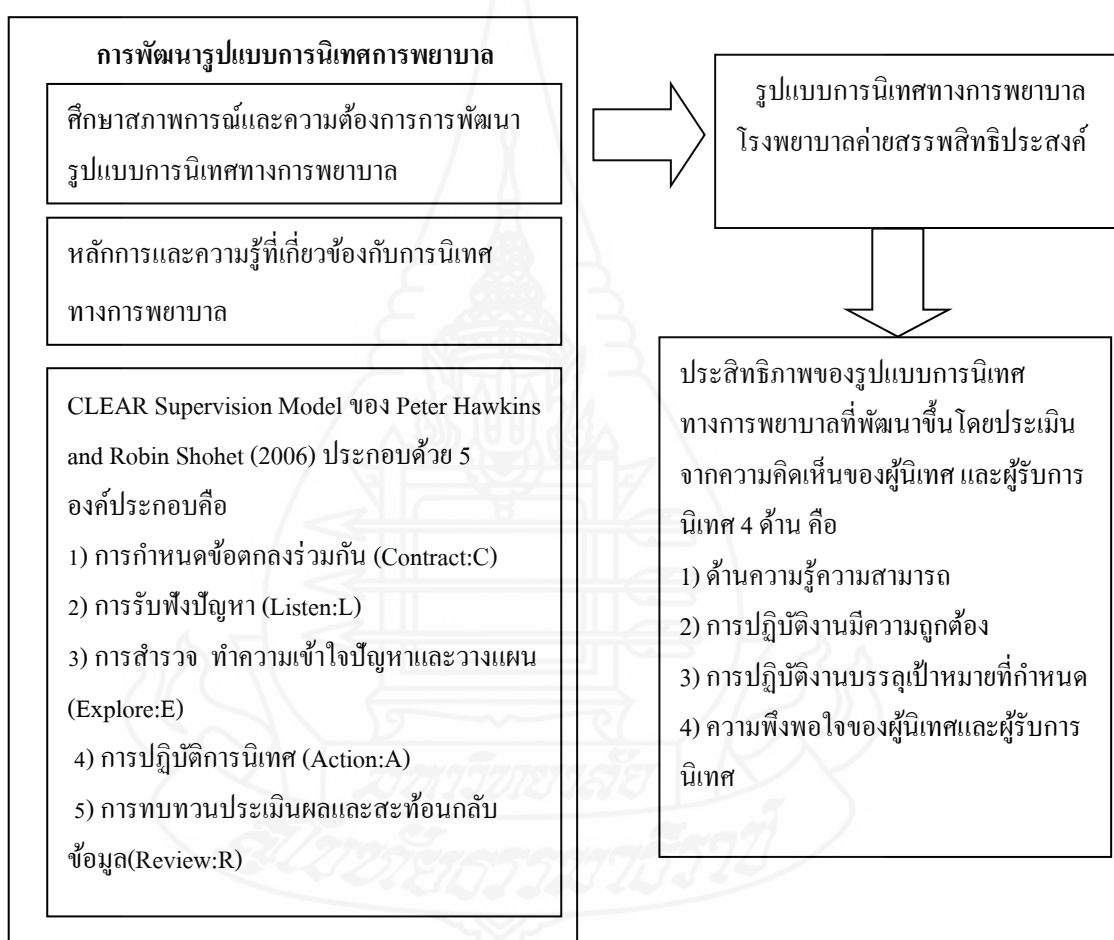 การพัฒนารูปแบบการนิเทศการพยาบาล
ศึกษาสภาพการณ์และความต้องการการพัฒนา
รูปแบบการนิเทศทางการพยาบาล
หลักการและความรู้ที่เกี่ยวข้องกับการนิเทศ
ทางการพยาบาล
CLEAR Supervision Model ของ Peter Hawkins
and Robin Shohet (2006) ประกอบด้วย 5
องค์ประกอบคือ
1) การกำหนดข้อตกลงร่วมกัน (Contract:C)
2) การรับฟังปัญหา (Listen:L)
3) การสำรวจ ทำความเข้าใจปัญหาและวางแผน
(Explore:E)
4) การปฏิบัติการนิเทศ (Action:A)
5) การทบทวนประเมินผลและสะท้อนกลับ
ข้อมูล(Review:R)
รูปแบบการนิเทศทางการพยาบาล
โรงพยาบาลค่ายสรรพสิทธิประสงค์
ประสิทธิภาพของรูปแบบการนิเทศ
ทางการพยาบาลที่พัฒนาขึ้นโดยประเมิน
จากความคิดเห็นของผู้นิเทศ และผู้รับการ
นิเทศ 4 ด้าน คือ
1) ด้านความรู้ความสามารถ
2) การปฏิบัติงานมีความถูกต้อง
3) การปฏิบัติงานบรรลุเป้าหมายที่กำหนด
4) ความพึงพอใจของผู้นิเทศและผู้รับการ
นิเทศ
มหาวิทยาลัย
สุโขทัยธรรมาธิราช